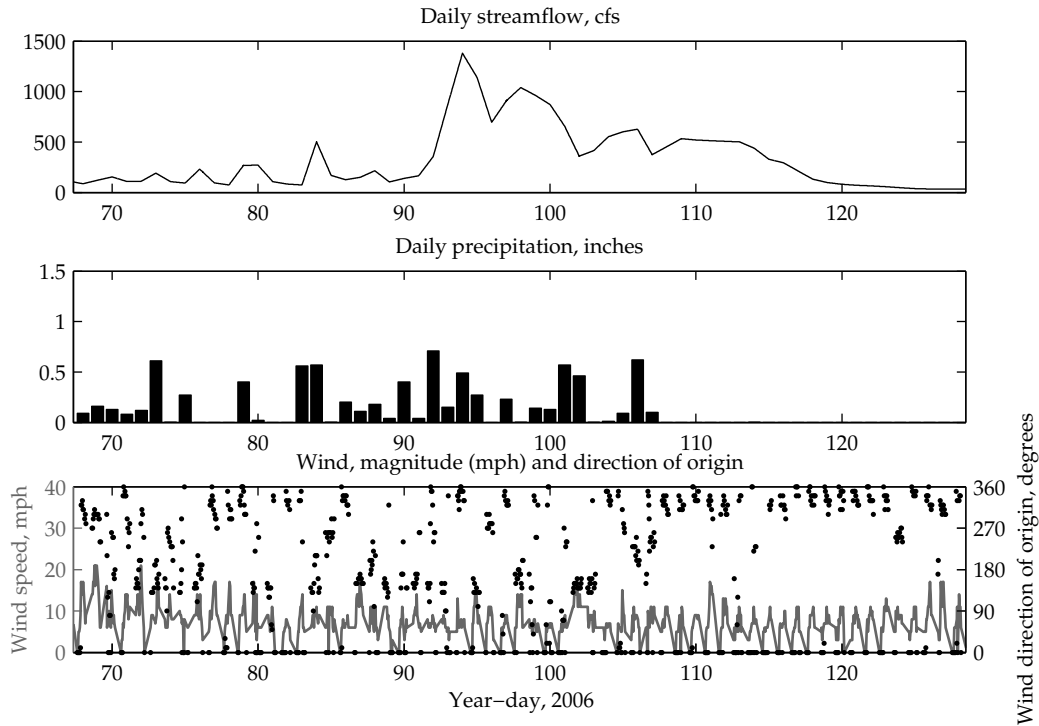 Daily streamflow, cfs
1500
1000
500
0
70 80 90 100 110 120
Daily precipitation, inches
1.5
1
0.5
0
70 80 90 100 110 120
Wind, magnitude (mph) and direction of origin
Wind speed, mph
40
30
20
10
0
360
270
180
90
0
Wind direction of origin, degrees
70 80 90 100 110 120
Year−day, 2006